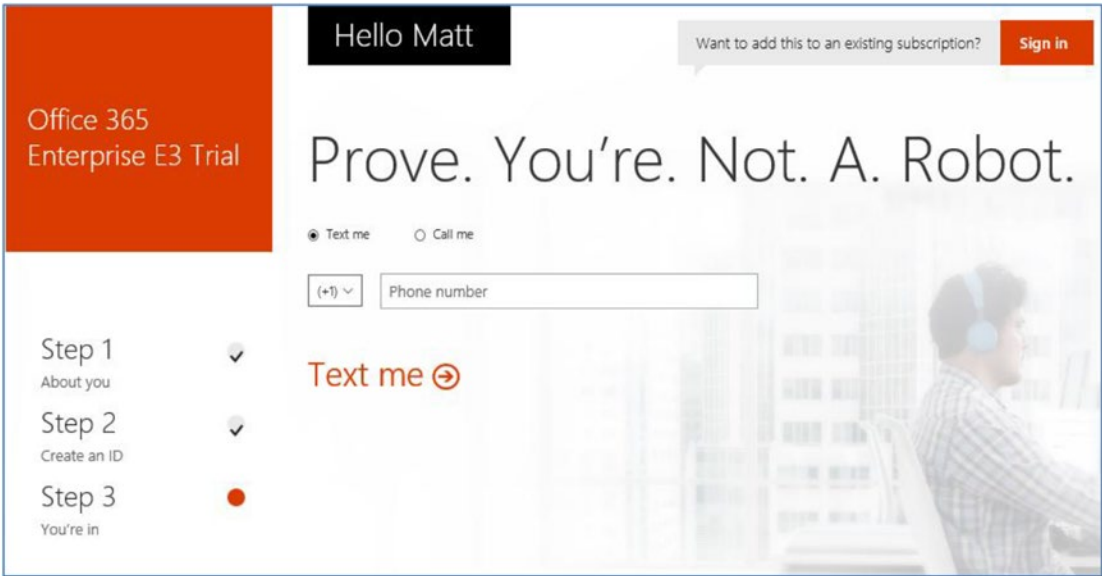 Hello Matt
Want to add this to an existing subscription?
Sign in
Office 365
Enterprise E3 Trial
Prove. You're. Not. A. Robot.
Text me
Call me
(+1)
Phone number
Text me
Step 1
About you
Step 2
Create an ID
Step 3
You're in